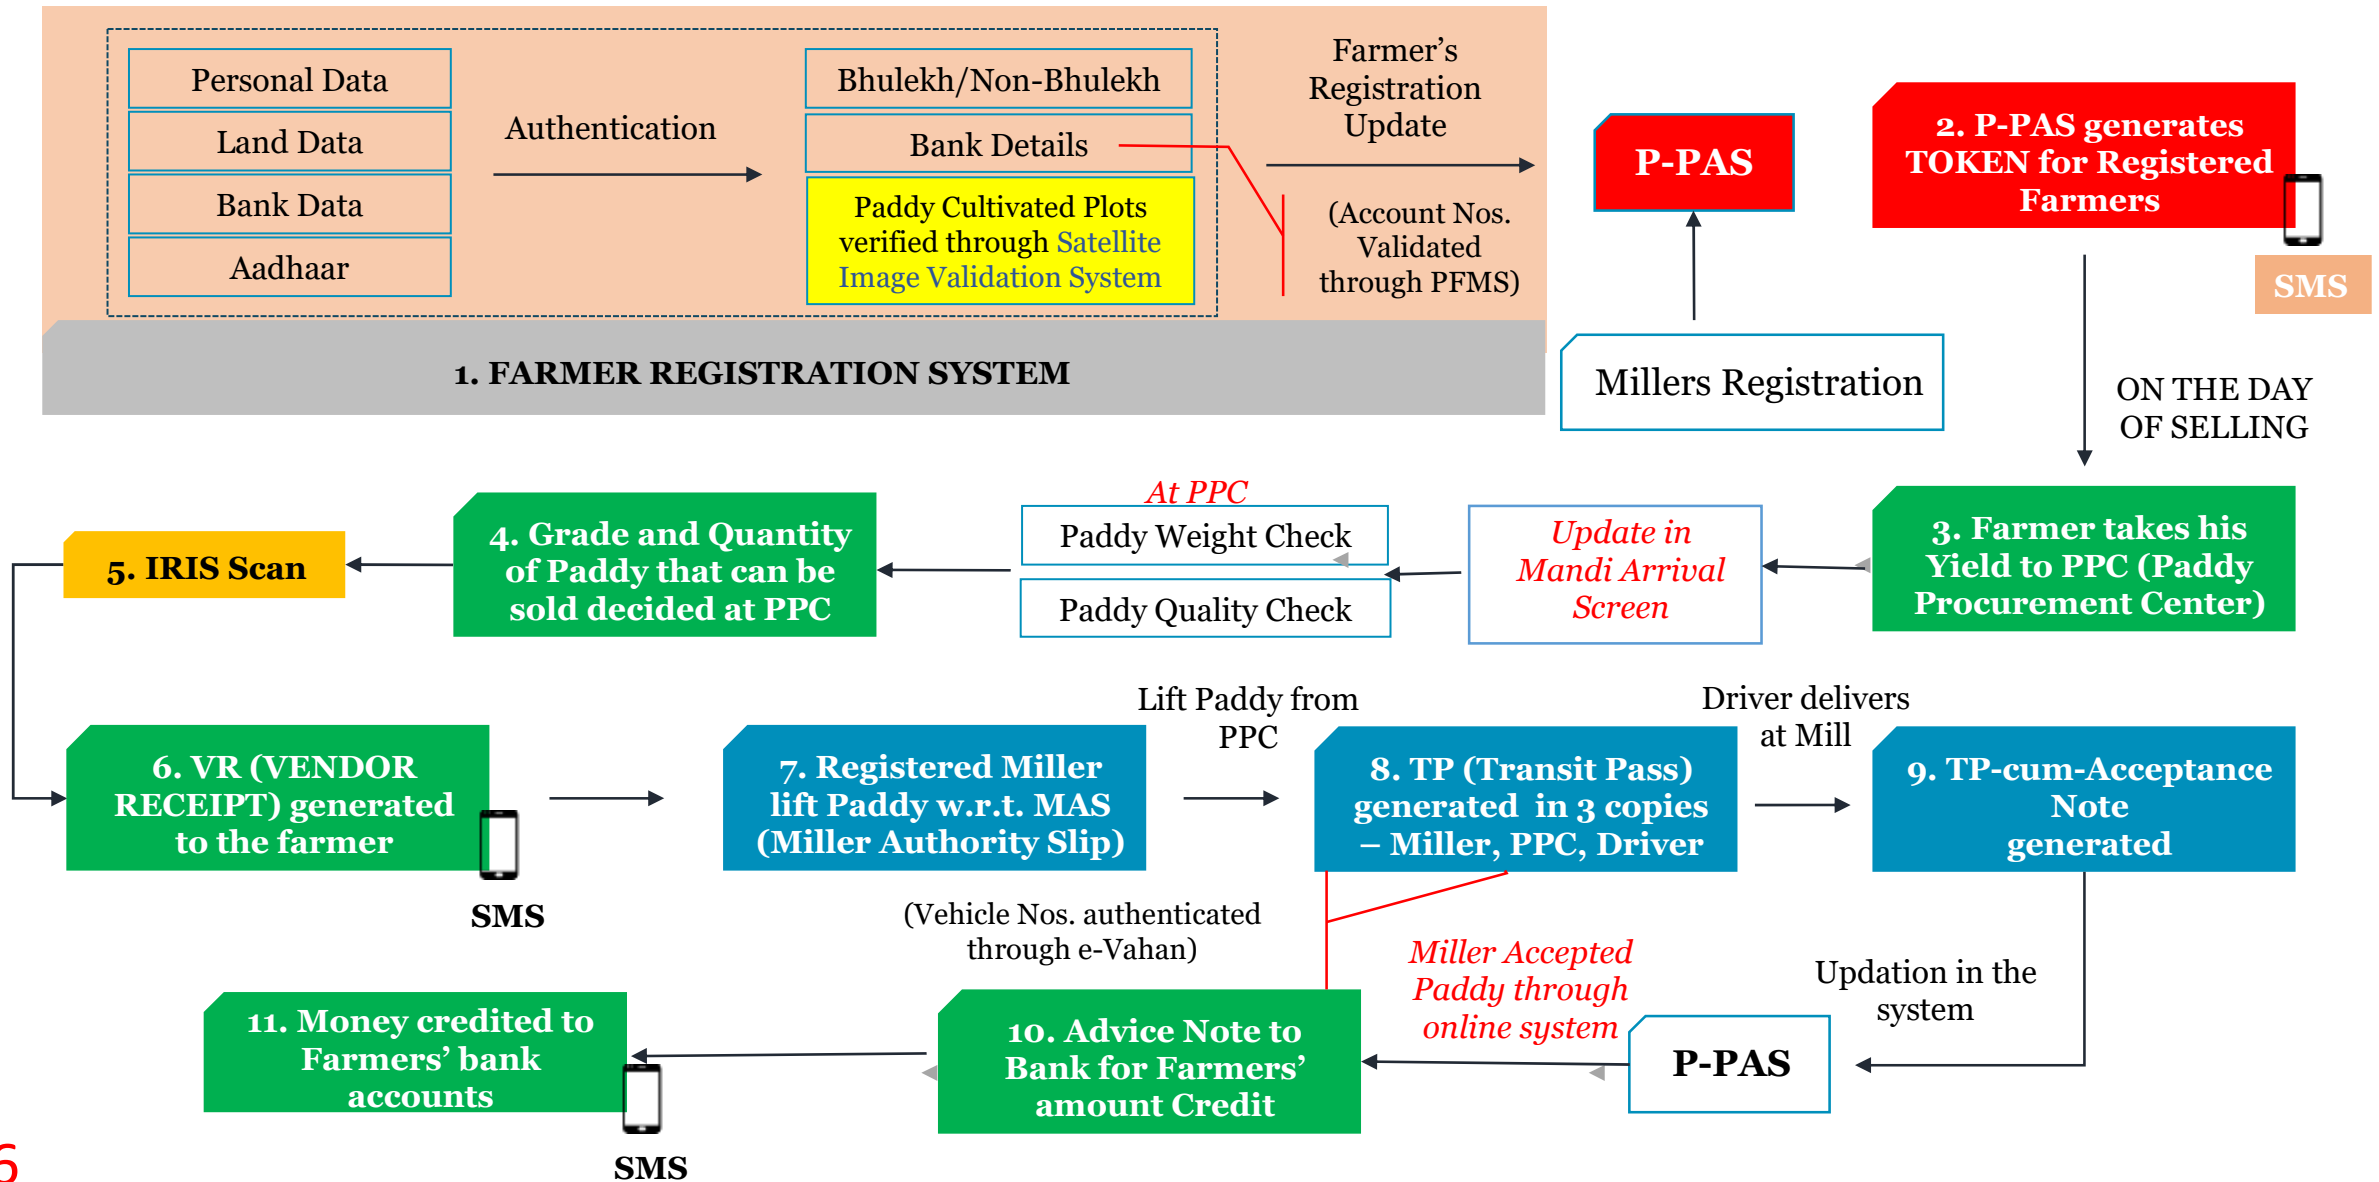 Personal Data
Land Data
Bank Data
Aadhaar
Authentication
Bhulekh/Non-Bhulekh
Bank Details
Paddy Cultivated Plots
verified through Satellite
Image Validation System
Farmer’s
Registration
Update
(Account Nos.
Validated
through PFMS)
1. FARMER REGISTRATION SYSTEM
P-PAS
Millers Registration
2. P-PAS generates
TOKEN for Registered
Farmers
SMS
ON THE DAY
OF SELLING
3. Farmer takes his
Yield to PPC (Paddy
Procurement Center)
Update in
Mandi Arrival
Screen
At PPC
Paddy Weight Check
Paddy Quality Check
4. Grade and Quantity
of Paddy that can be
sold decided at PPC
5. IRIS Scan
6. VR (VENDOR
RECEIPT) generated
to the farmer
SMS
7. Registered Miller
lift Paddy w.r.t. MAS
(Miller Authority Slip)
Lift Paddy from
PPC
8. TP (Transit Pass)
generated  in 3 copies
– Miller, PPC, Driver
(Vehicle Nos. authenticated
through e-Vahan)
Driver delivers
at Mill
9. TP-cum-Acceptance
Note
generated
Updation in the
system
P-PAS
Miller Accepted
Paddy through
online system
10. Advice Note to
Bank for Farmers’
amount Credit
11. Money credited to
Farmers’ bank
accounts
SMS
6